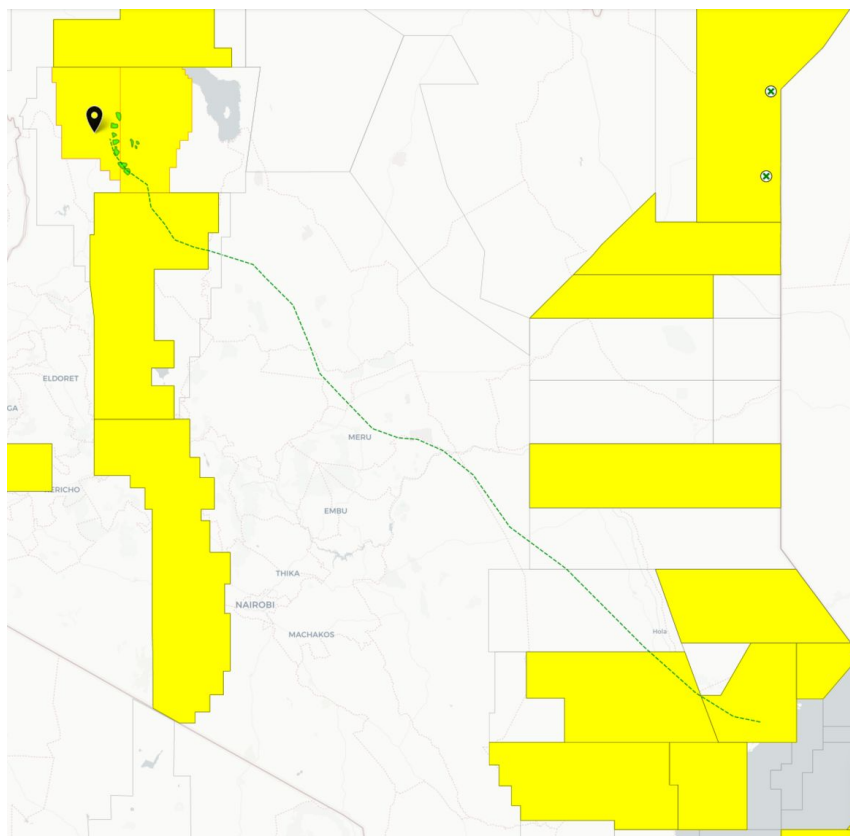 ELDORET
GA
MERU
ERICHO
EMBU
THIKA
NAIROBI
MACHAKOS
Hola